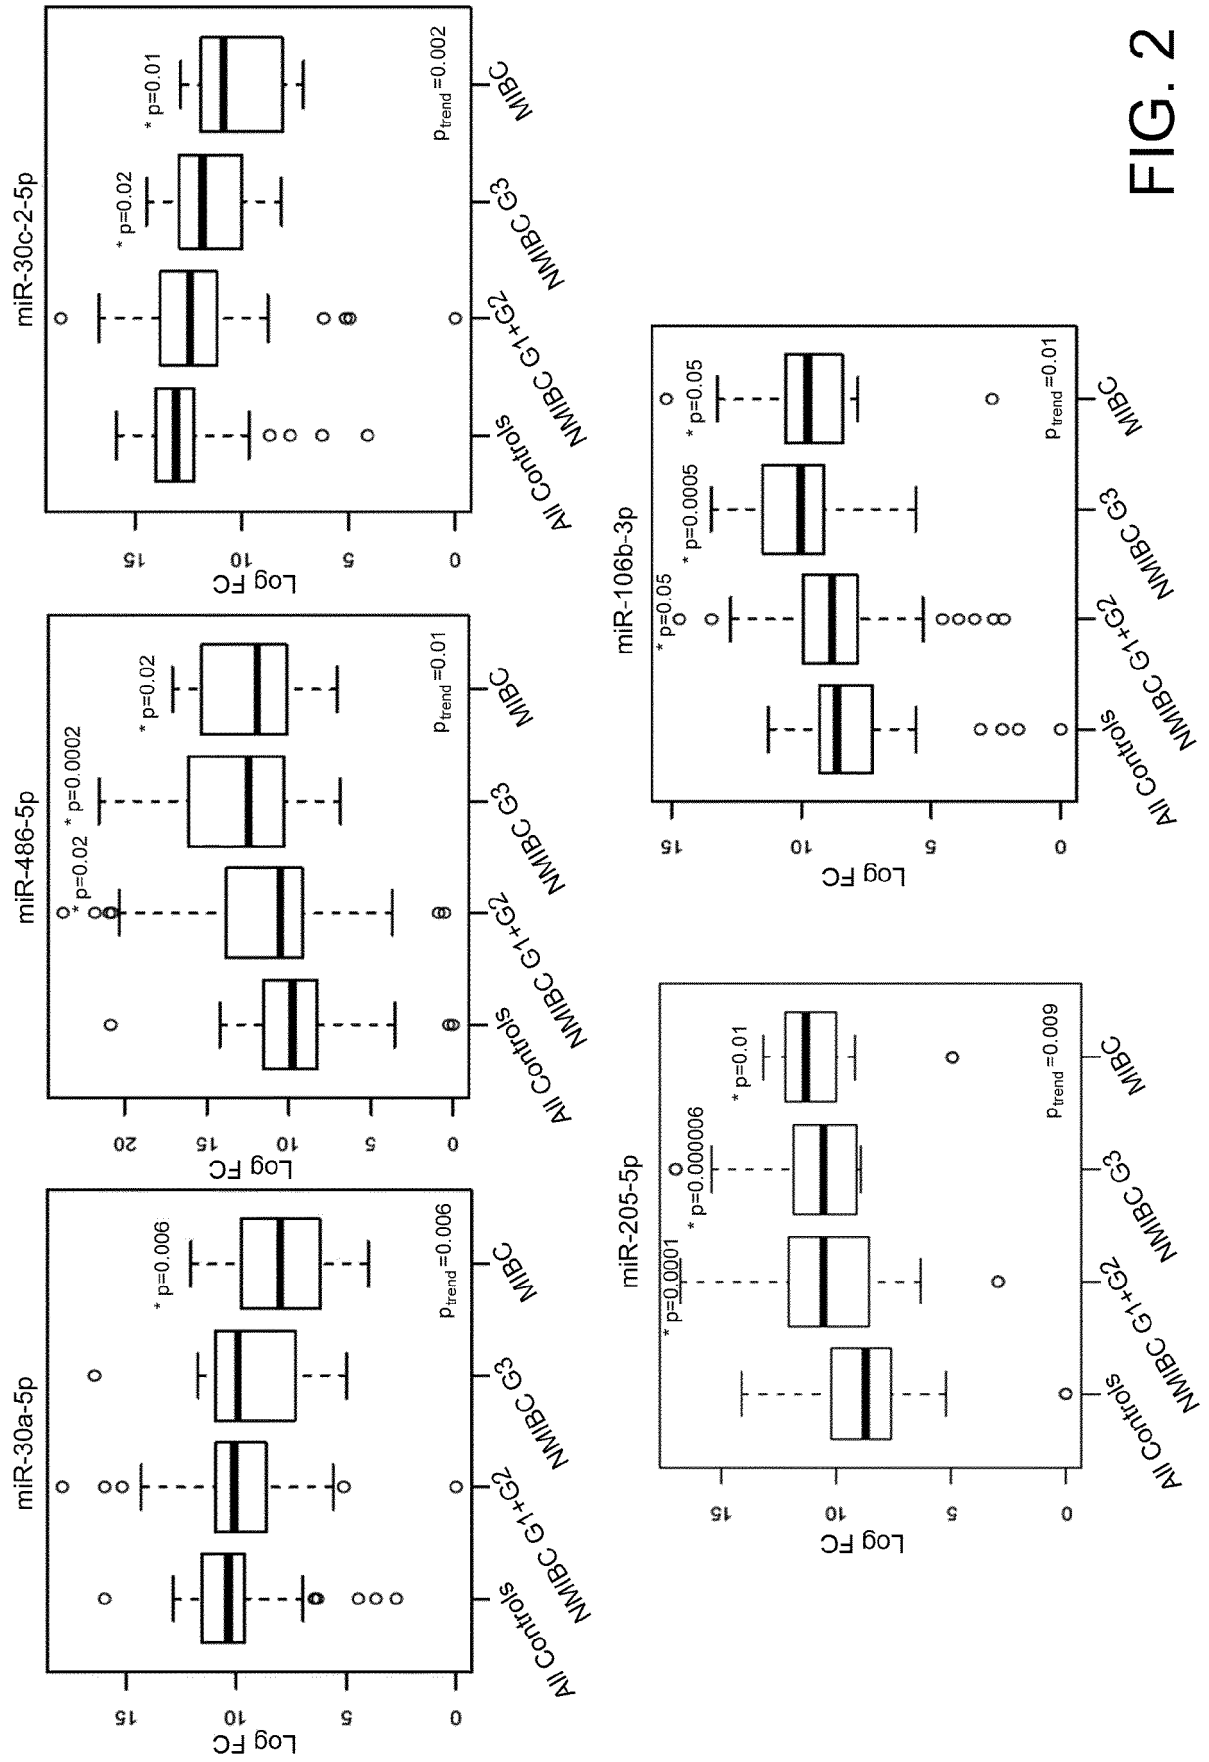 miR-30a-5p
Log FC
15
10
5
0
* p=0.006
p_trend=0.006
All Controls
NMIBC G1+G2
NMIBC G3
MIBC
miR-486-5p
Log FC
20
15
10
5
0
* p=0.02
* p=0.0002
* p=0.02
p_trend=0.01
All Controls
NMIBC G1+G2
NMIBC G3
MIBC
miR-30c-2-5p
Log FC
15
10
5
0
* p=0.02
* p=0.01
p_trend=0.002
All Controls
NMIBC G1+G2
NMIBC G3
MIBC
miR-205-5p
Log FC
15
10
5
0
* p=0.0001
* p=0.000006
* p=0.01
p_trend=0.009
All Controls
NMIBC G1+G2
NMIBC G3
MIBC
miR-106b-3p
Log FC
15
10
5
0
* p=0.05
* p=0.0005
* p=0.05
p_trend=0.01
All Controls
NMIBC G1+G2
NMIBC G3
MIBC
FIG. 2